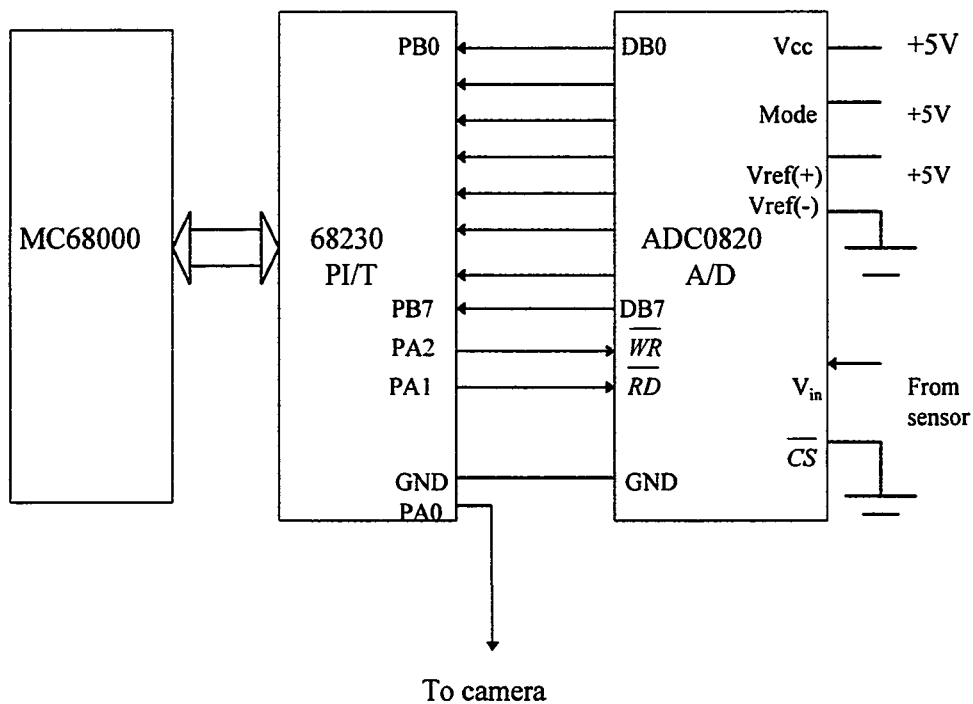 MC68000
68230
PI/T
PB0
PB7
PA2
PA1
GND
PA0
DB0
DB7
WR
RD
GND
ADC0820
A/D
Vcc
Mode
Vref(+)
Vref(-)
Vin
CS
+5V
+5V
+5V
From
sensor
To camera